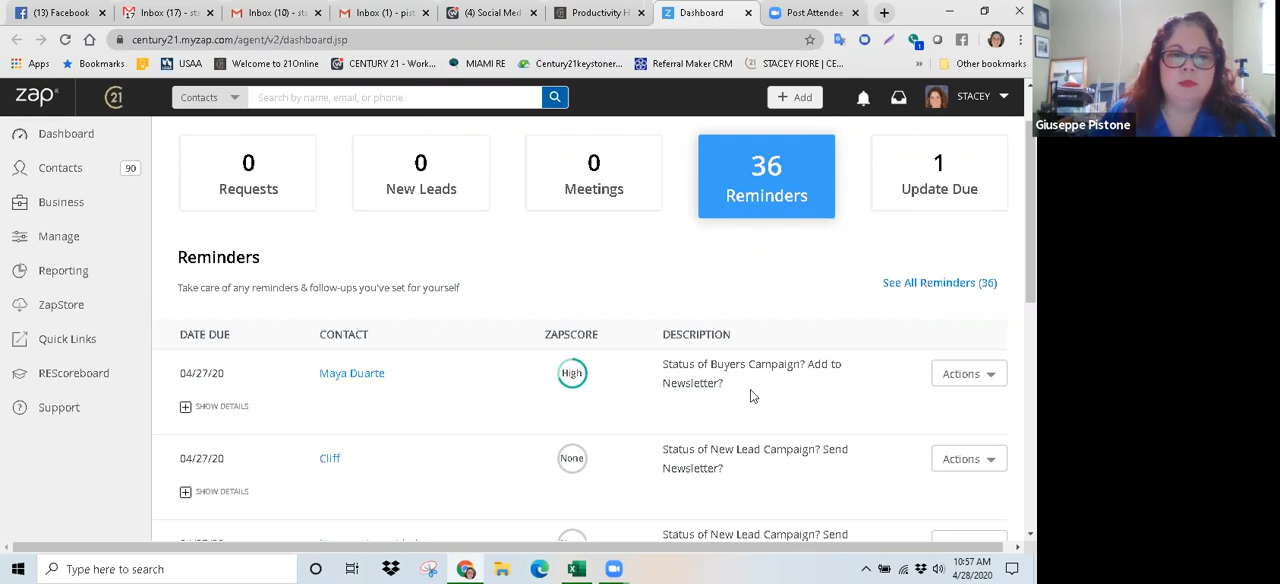 (13) Facebook
Inbox (17) - sta
Inbox (10) - sta
Inbox (1) - pist
(4) Social Med
Productivity H
Dashboard
Post Attendee
century21.myzap.com/agent/v2/dashboard.jsp
Apps
Bookmarks
USAA
Welcome to 21Online
CENTURY 21 - Work...
MIAMI RE
Century21keystoner...
Referral Maker CRM
STACEY FIORE | CE...
Other bookmarks
zap
21
Contacts
Search by name, email, or phone
+ Add
STACEY
Giuseppe Pistone
Dashboard
Contacts 90
Business
Manage
Reporting
ZapStore
Quick Links
REScoreboard
Support
0 Requests
0 New Leads
0 Meetings
36 Reminders
1 Update Due
Reminders
Take care of any reminders & follow-ups you've set for yourself
See All Reminders (36)
DATE DUE CONTACT ZAPSCORE DESCRIPTION
04/27/20 Maya Duarte High Status of Buyers Campaign? Add to
Newsletter?
Actions
SHOW DETAILS
04/27/20 Cliff None Status of New Lead Campaign? Send
Newsletter?
Actions
SHOW DETAILS
Status of New Lead Campaign? Send
Type here to search
10:57 AM
4/28/2020